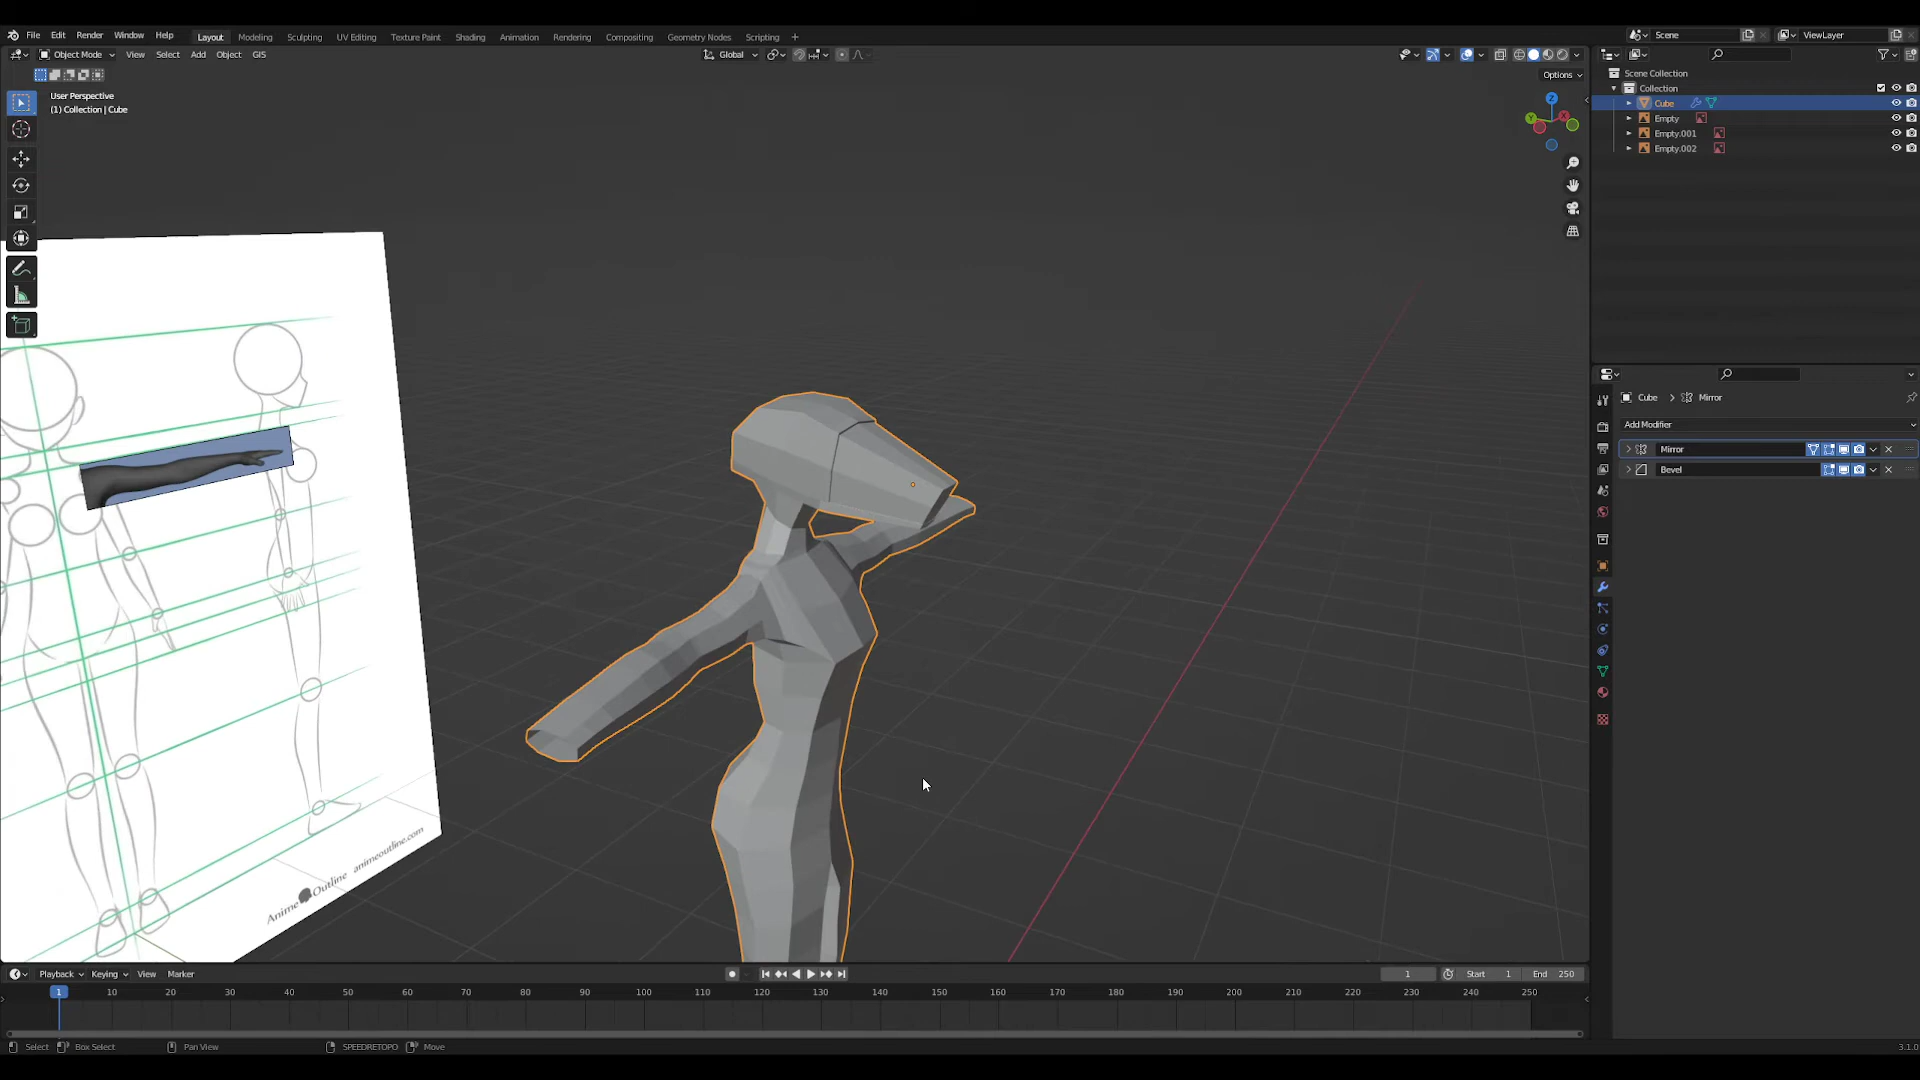 File Edit Render Window Help Layout Modeling Sculpting UV Editing Texture Paint Shading Animation Rendering Compositing Geometry Nodes Scripting + Scene ViewLayer
Object Mode View Select Add Object GIS Global
Options
User Perspective
(1) Collection | Cube
Z
Y
X
Scene Collection
Collection
Cube
Empty
Empty.001
Empty.002
Cube > Mirror
Add Modifier
Mirror
Bevel
Anime Outline animeoutline.com
Playback Keying View Marker 1 Start 1 End 250
1 10 20 30 40 50 60 70 80 90 100 110 120 130 140 150 160 170 180 190 200 210 220 230 240 250
Select Box Select Pan View SPEEDRETOPO Move 3.1.0